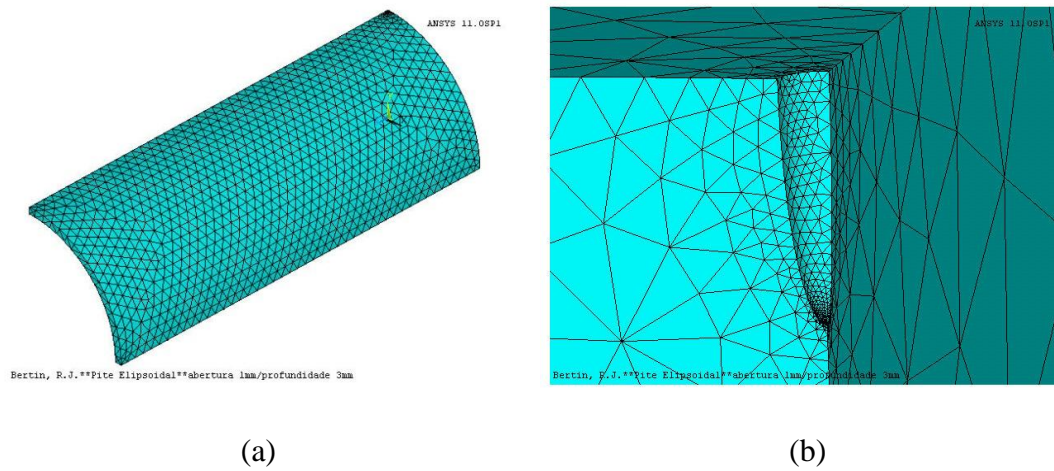 ANSYS 11.0SP1
Bertin, R.J.**Pite Elipsoidal**abertura 1mm/profundidade 3mm
(a)
ANSYS 11.0SP1
Bertin, R.J.**Pite Elipsoidal**abertura 1mm/profundidade 3mm
(b)